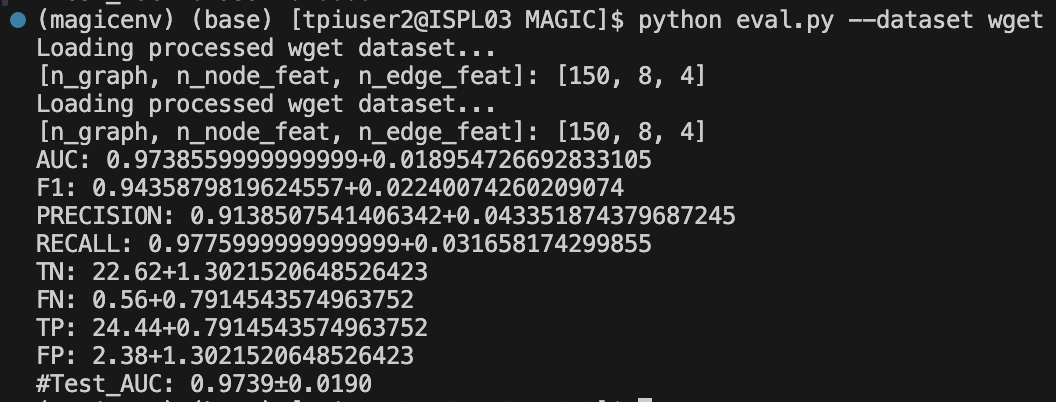 (magicenv) (base) [tpiuser2@ISPL03 MAGIC]$ python eval.py --dataset wget
Loading processed wget dataset...
[n_graph, n_node_feat, n_edge_feat]: [150, 8, 4]
Loading processed wget dataset...
[n_graph, n_node_feat, n_edge_feat]: [150, 8, 4]
AUC: 0.9738559999999999+0.018954726692833105
F1: 0.9435879819624557+0.02240074260209074
PRECISION: 0.9138507541406342+0.043351874379687245
RECALL: 0.9775999999999999+0.031658174299855
TN: 22.62+1.3021520648526423
FN: 0.56+0.7914543574963752
TP: 24.44+0.7914543574963752
FP: 2.38+1.3021520648526423
#Test_AUC: 0.9739±0.0190